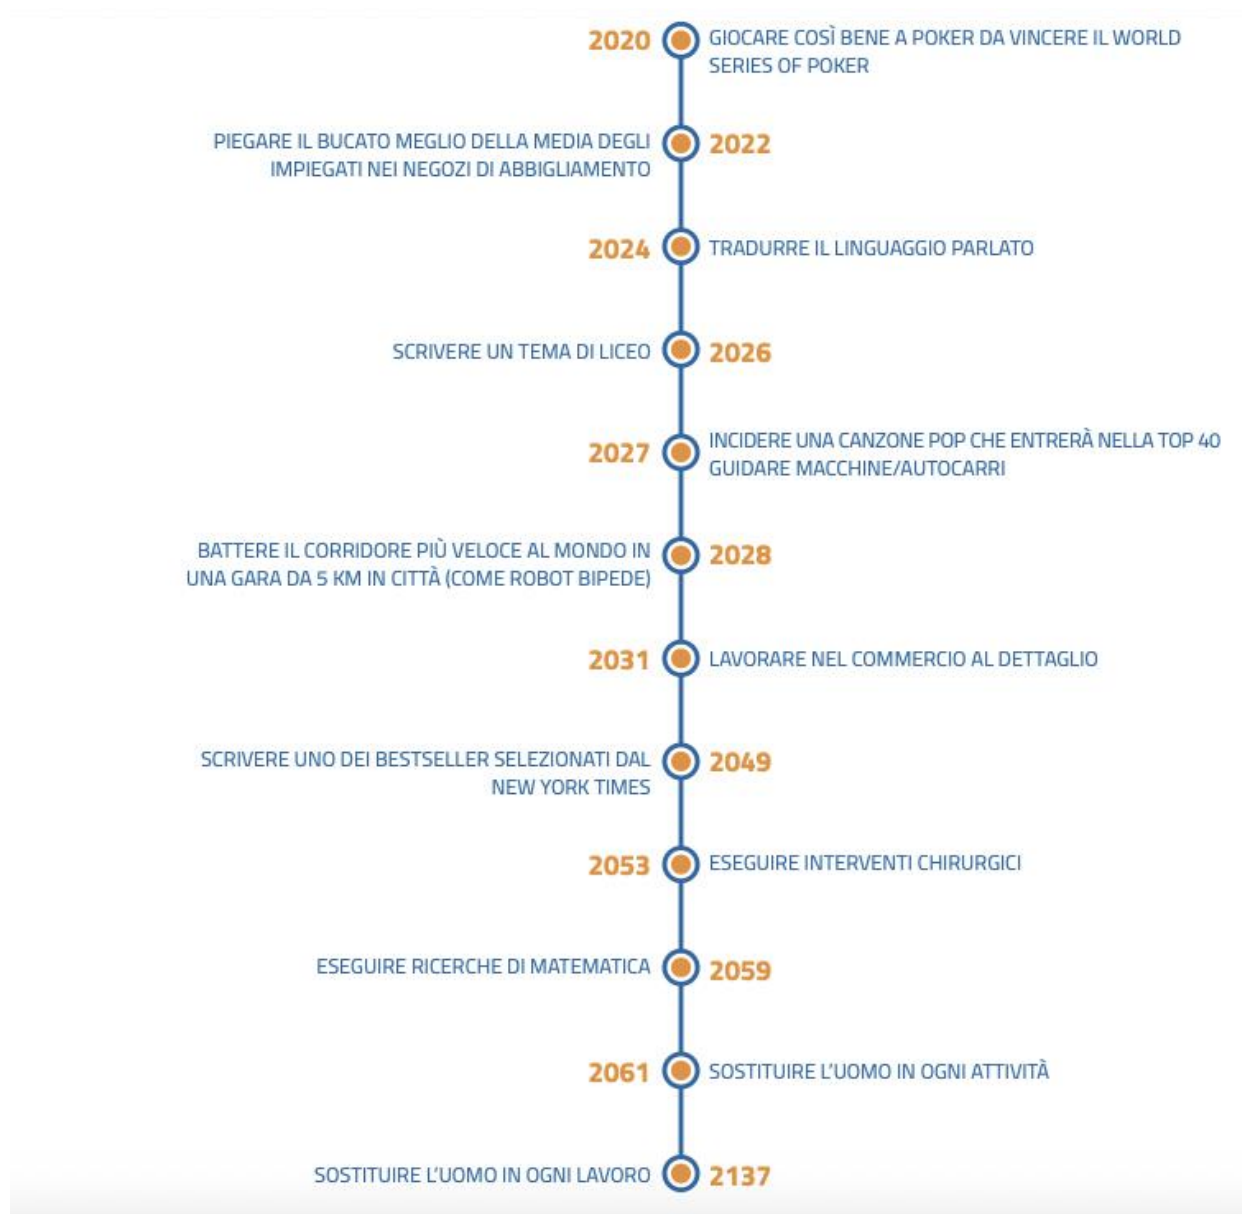 2020
GIOCARE COSÌ BENE A POKER DA VINCERE IL WORLD
SERIES OF POKER
PIEGARE IL BUCATO MEGLIO DELLA MEDIA DEGLI
IMPIEGATI NEI NEGOZI DI ABBIGLIAMENTO
2022
2024
TRADURRE IL LINGUAGGIO PARLATO
SCRIVERE UN TEMA DI LICEO
2026
2027
INCIDERE UNA CANZONE POP CHE ENTRERÀ NELLA TOP 40
GUIDARE MACCHINE/AUTOCARRI
BATTERE IL CORRIDORE PIÙ VELOCE AL MONDO IN
UNA GARA DA 5 KM IN CITTÀ (COME ROBOT BIPEDE)
2028
2031
LAVORARE NEL COMMERCIO AL DETTAGLIO
SCRIVERE UNO DEI BESTSELLER SELEZIONATI DAL
NEW YORK TIMES
2049
2053
ESEGUIRE INTERVENTI CHIRURGICI
ESEGUIRE RICERCHE DI MATEMATICA
2059
2061
SOSTITUIRE L'UOMO IN OGNI ATTIVITÀ
SOSTITUIRE L'UOMO IN OGNI LAVORO
2137